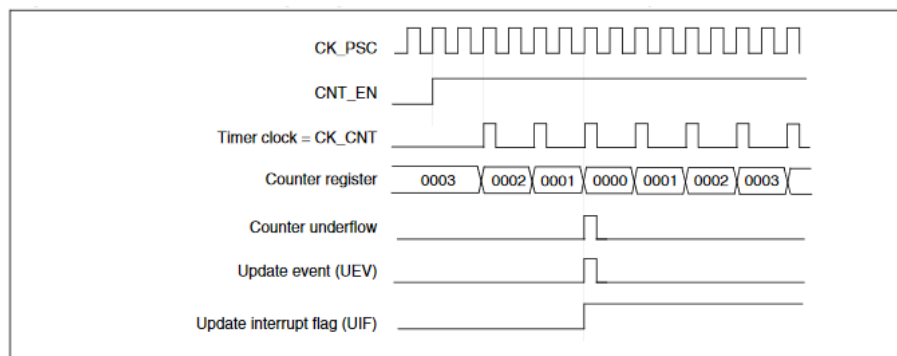 CK_PSC
CNT_EN
Timer clock = CK_CNT
Counter register 0003 0002 0001 0000 0001 0002 0003
Counter underflow
Update event (UEV)
Update interrupt flag (UIF)